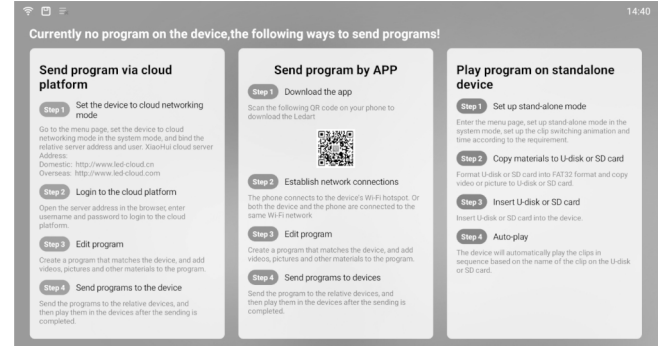 14:40
Currently no program on the device,the following ways to send programs!
Send program via cloud
platform
Step 1 Set the device to cloud networking
mode
Go to the menu page, set the device to cloud
networking mode in the system mode, and bind the
relative server address and user. XiaoHui cloud server
Address:
Domestic: http://www.led-cloud.cn
Overseas: http://www.led-cloud.com
Step 2 Login to the cloud platform
Open the server address in the browser, enter
username and password to login to the cloud
platform.
Step 3 Edit program
Create a program that matches the device, and add
videos, pictures and other materials to the program.
Step 4 Send programs to the device
Send the programs to the relative devices, and
then play them in the devices after the sending is
completed.
Send program by APP
Step 1 Download the app
Scan the following QR code on your phone to
download the Ledart
Step 2 Establish network connections
The phone connects to the device's Wi-Fi hotspot. Or
both the device and the phone are connected to the
same Wi-Fi network
Step 3 Edit program
Create a program that matches the device, and add
videos, pictures and other materials to the program.
Step 4 Send programs to devices
Send the program to the relative devices, and
then play them in the devices after the sending is
completed.
Play program on standalone
device
Step 1 Set up stand-alone mode
Enter the menu page, set up stand-alone mode in the
system mode, set up the clip switching animation and
time according to the requirement.
Step 2 Copy materials to U-disk or SD card
Format U-disk or SD card into FAT32 format and copy
video or picture to U-disk or SD card.
Step 3 Insert U-disk or SD card
Insert U-disk or SD card into the device.
Step 4 Auto-play
The device will automatically play the clips in
sequence based on the name of the clip on the U-disk
or SD card.